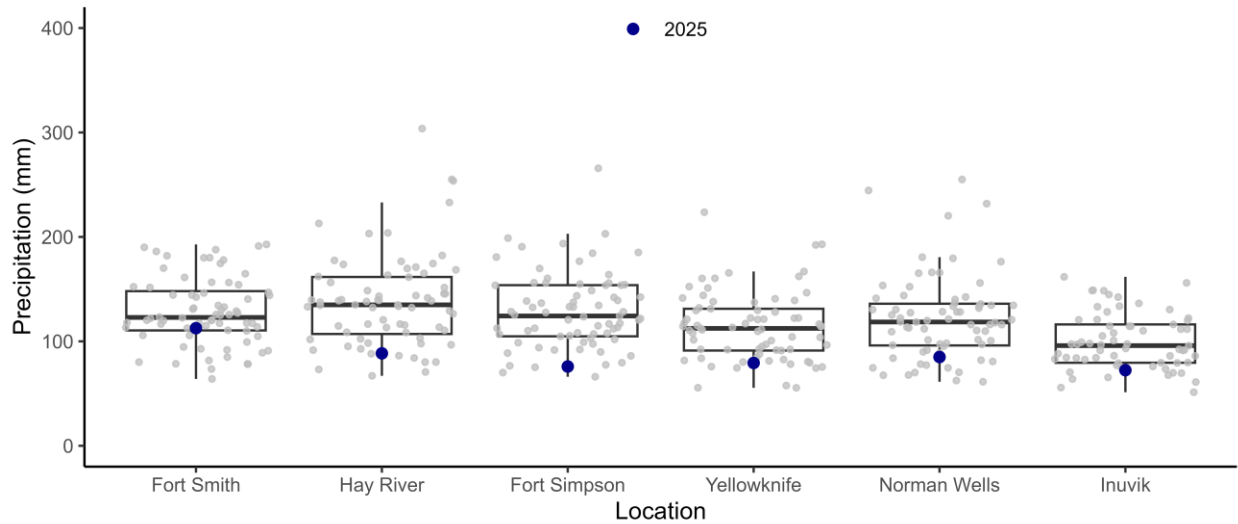 2025
Precipitation (mm)
400
300
200
100
0
Fort Smith Hay River Fort Simpson Yellowknife Norman Wells Inuvik
Location